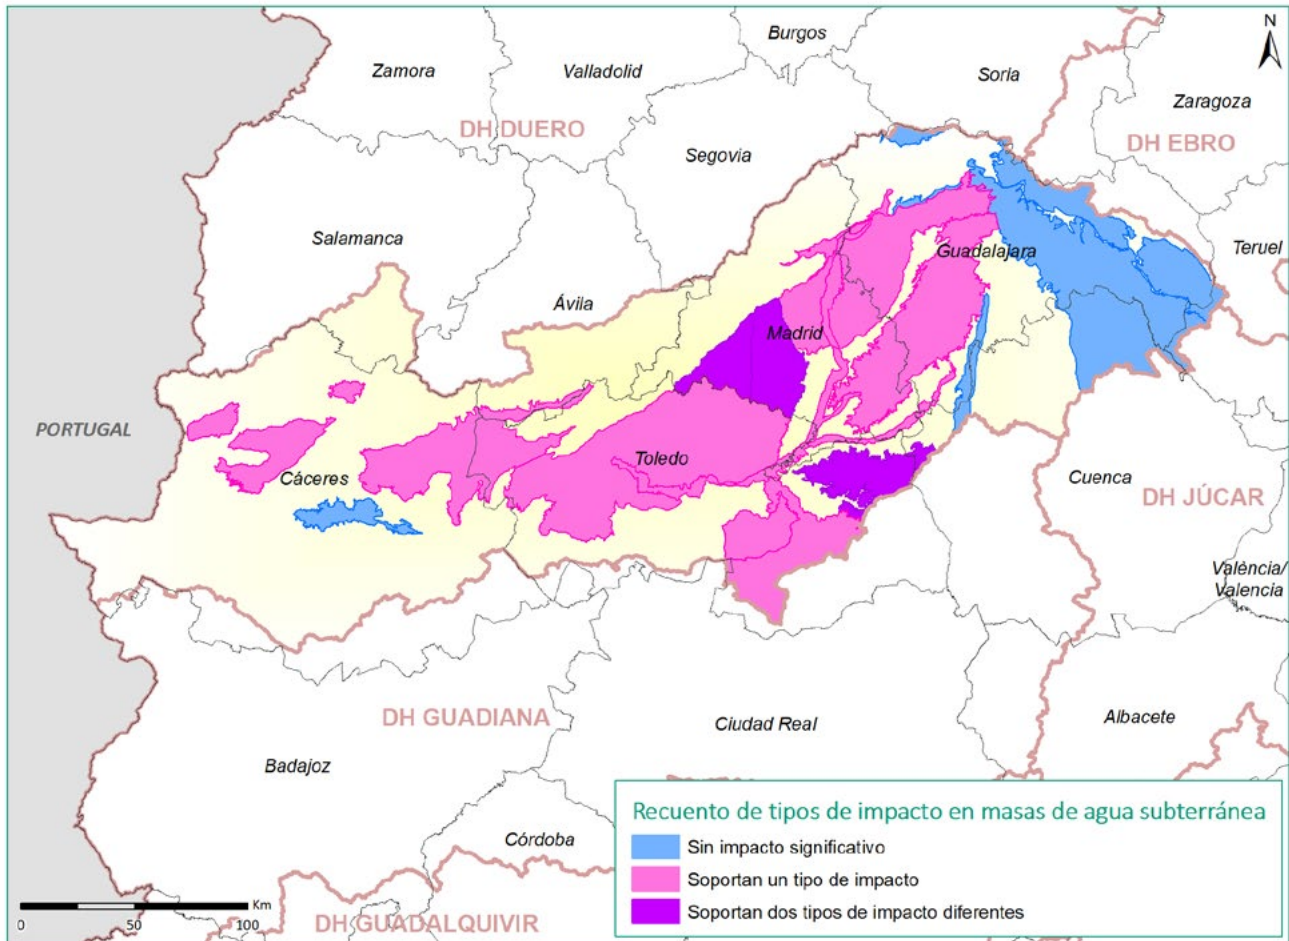 N
Burgos
Zamora
Valladolid
Soria
Zaragoza
DH DUERO
DH EBRO
Segovia
Salamanca
Teruel
Guadalajara
Ávila
Madrid
PORTUGAL
Toledo
Cáceres
Cuenca
DH JÚCAR
València/
Valencia
DH GUADIANA
Ciudad Real
Albacete
Badajoz
Córdoba
DH GUADALQUIVIR
Km
0 50 100
Recuento de tipos de impacto en masas de agua subterránea
Sin impacto significativo
Soportan un tipo de impacto
Soportan dos tipos de impacto diferentes